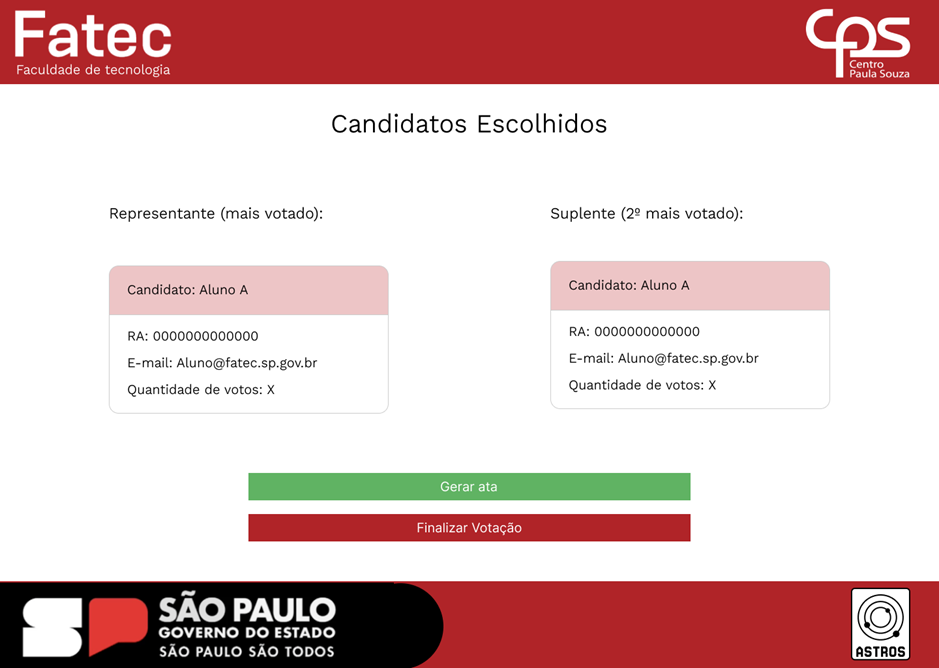 Fatec
Faculdade de tecnologia
CPS
Centro
Paula Souza
Candidatos Escolhidos
Representante (mais votado):
Suplente (2º mais votado):
Candidato: Aluno A
RA: 0000000000000
E-mail: Aluno@fatec.sp.gov.br
Quantidade de votos: X
Candidato: Aluno A
RA: 0000000000000
E-mail: Aluno@fatec.sp.gov.br
Quantidade de votos: X
Gerar ata
Finalizar Votação
SP
SÃO PAULO
GOVERNO DO ESTADO
SÃO PAULO SÃO TODOS
ASTROS